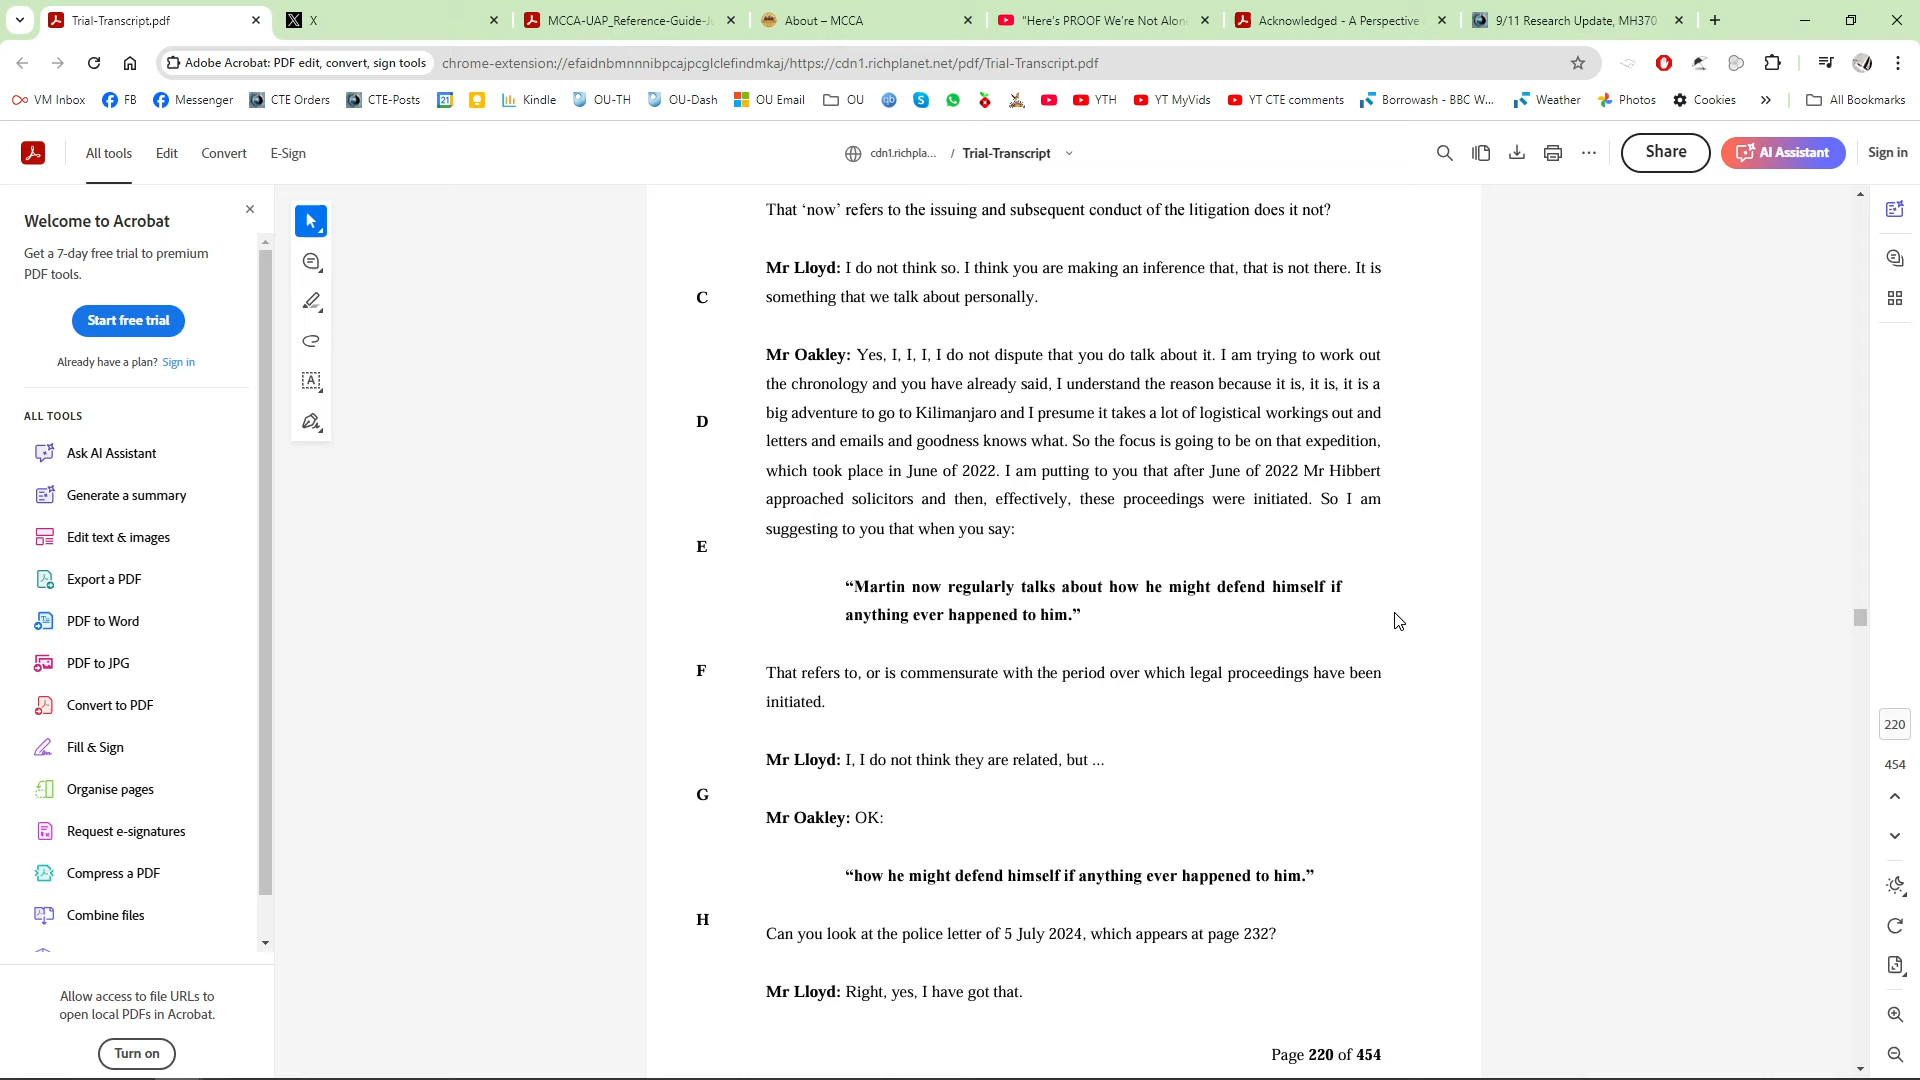 Trial-Transcript.pdf
X
MCCA-UAP_Reference-Guide-J
About – MCCA
"Here's PROOF We're Not Alon
Acknowledged - A Perspective
9/11 Research Update, MH370
Adobe Acrobat: PDF edit, convert, sign tools
chrome-extension://efaidnbmnnnibpcajpcglclefindmkaj/https://cdn1.richplanet.net/pdf/Trial-Transcript.pdf
VM Inbox
FB
Messenger
CTE Orders
CTE-Posts
Kindle
OU-TH
OU-Dash
OU Email
OU
YTH
YT MyVids
YT CTE comments
Borrowash - BBC W...
Weather
Photos
Cookies
»
All Bookmarks
All tools
Edit
Convert
E-Sign
cdn1.richpla...
/ Trial-Transcript
Share
AI Assistant
Sign in
Welcome to Acrobat
Get a 7-day free trial to premium
PDF tools.
Start free trial
Already have a plan? Sign in
ALL TOOLS
Ask AI Assistant
Generate a summary
Edit text & images
Export a PDF
PDF to Word
PDF to JPG
Convert to PDF
Fill & Sign
Organise pages
Request e-signatures
Compress a PDF
Combine files
Allow access to file URLs to
open local PDFs in Acrobat.
Turn on
That ‘now’ refers to the issuing and subsequent conduct of the litigation does it not?
Mr Lloyd: I do not think so. I think you are making an inference that, that is not there. It is
C
something that we talk about personally.
Mr Oakley: Yes, I, I, I, I do not dispute that you do talk about it. I am trying to work out
the chronology and you have already said, I understand the reason because it is, it is, it is a
big adventure to go to Kilimanjaro and I presume it takes a lot of logistical workings out and
D
letters and emails and goodness knows what. So the focus is going to be on that expedition,
which took place in June of 2022. I am putting to you that after June of 2022 Mr Hibbert
approached solicitors and then, effectively, these proceedings were initiated. So I am
suggesting to you that when you say:
E
“Martin now regularly talks about how he might defend himself if
anything ever happened to him.”
F
That refers to, or is commensurate with the period over which legal proceedings have been
initiated.
Mr Lloyd: I, I do not think they are related, but ...
G
Mr Oakley: OK:
“how he might defend himself if anything ever happened to him.”
H
Can you look at the police letter of 5 July 2024, which appears at page 232?
Mr Lloyd: Right, yes, I have got that.
Page 220 of 454
220
454